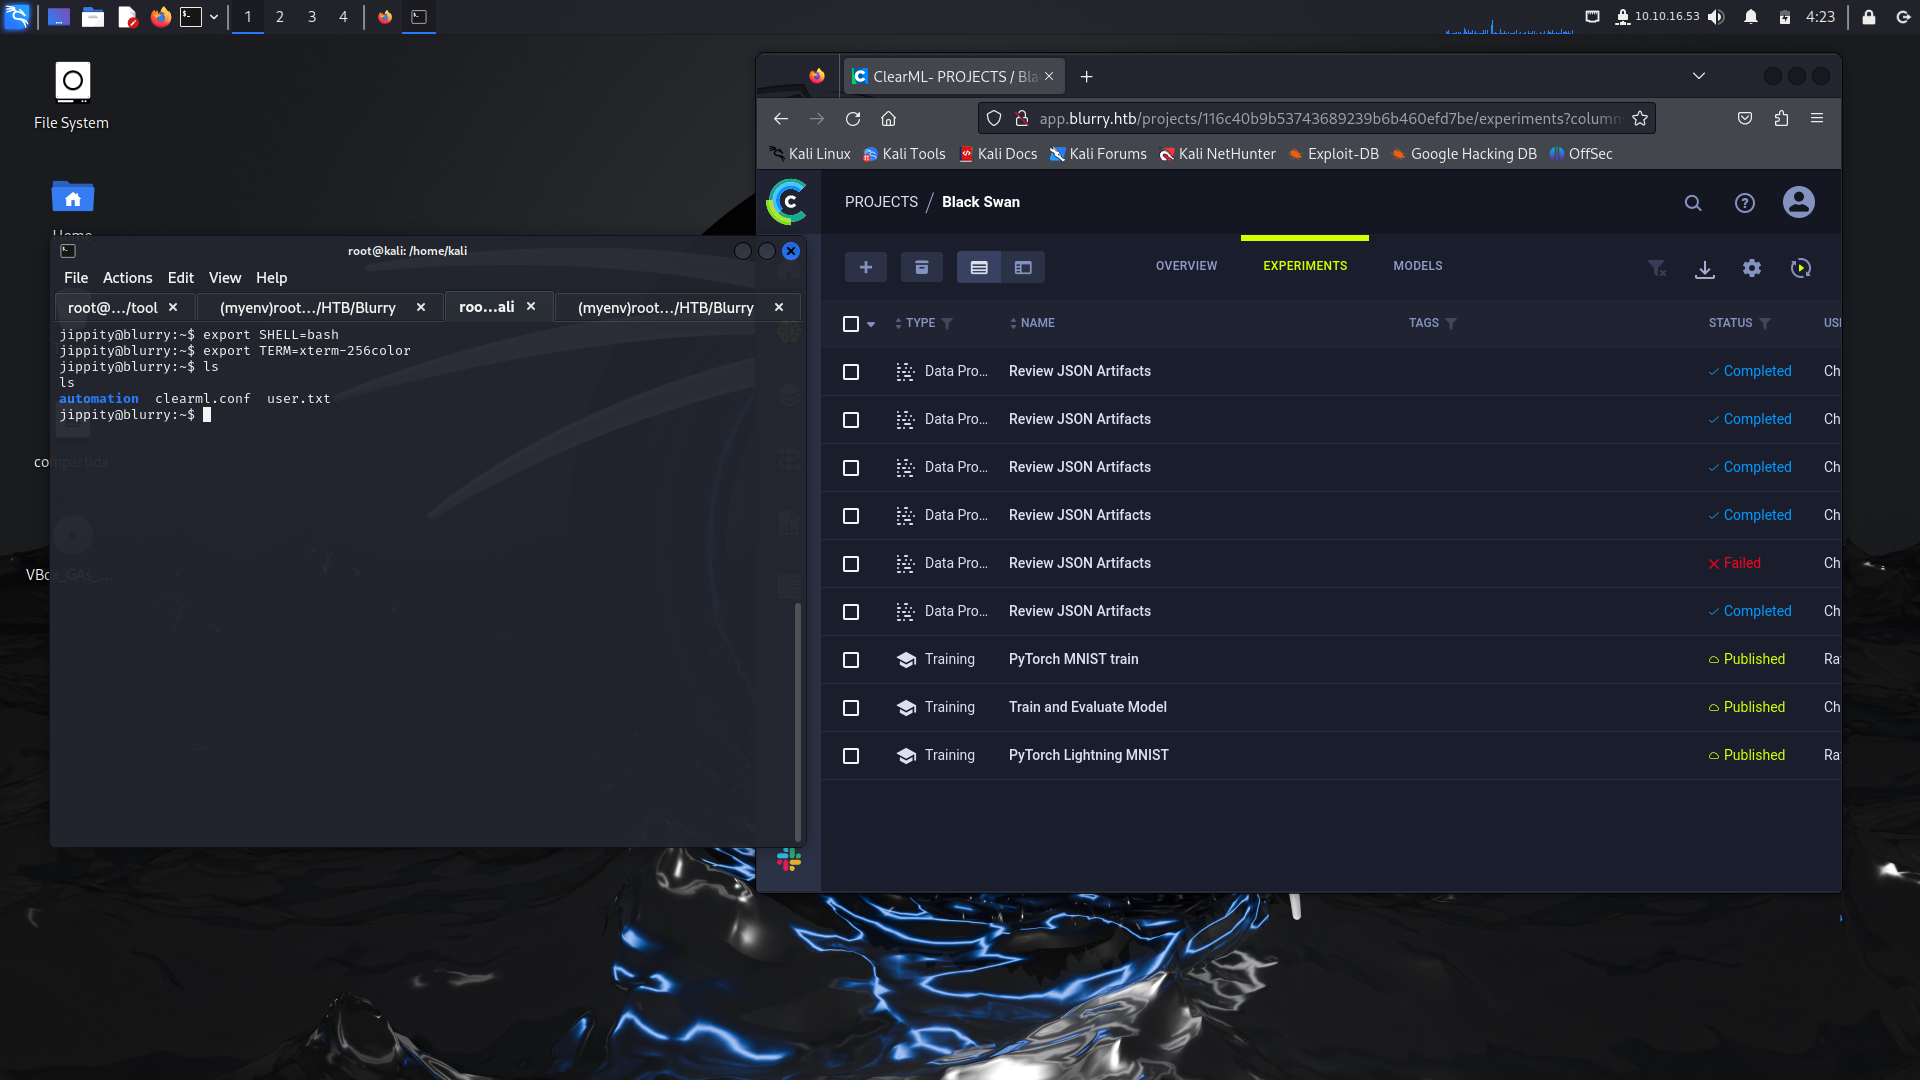 1 2 3 4
10.10.16.53
4:23
File System
Home
compartida
VBox_GAs_...
root@kali: /home/kali
File Actions Edit View Help
root@.../tool
(myenv)root.../HTB/Blurry
roo...ali
(myenv)root.../HTB/Blurry
jippity@blurry:~$ export SHELL=bash
jippity@blurry:~$ export TERM=xterm-256color
jippity@blurry:~$ ls
ls
automation clearml.conf user.txt
jippity@blurry:~$
ClearML- PROJECTS / Bla
app.blurry.htb/projects/116c40b9b53743689239b6b460efd7be/experiments?column
Kali Linux Kali Tools Kali Docs Kali Forums Kali NetHunter Exploit-DB Google Hacking DB OffSec
PROJECTS / Black Swan
OVERVIEW EXPERIMENTS MODELS
TYPE NAME TAGS STATUS USE
Data Pro... Review JSON Artifacts Completed Ch
Data Pro... Review JSON Artifacts Completed Ch
Data Pro... Review JSON Artifacts Completed Ch
Data Pro... Review JSON Artifacts Completed Ch
Data Pro... Review JSON Artifacts Failed Ch
Data Pro... Review JSON Artifacts Completed Ch
Training PyTorch MNIST train Published Ra
Training Train and Evaluate Model Published Ch
Training PyTorch Lightning MNIST Published Ra